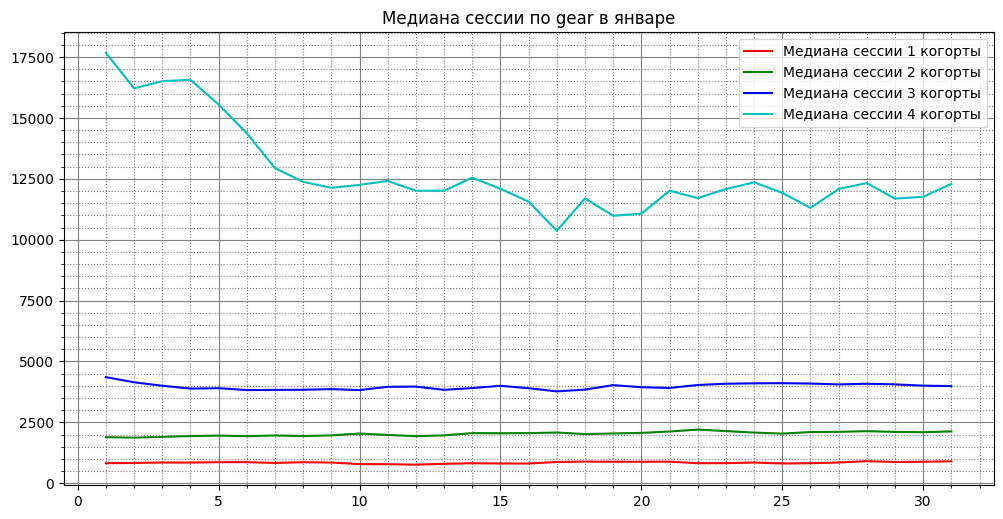 Медиана сессии по gear в январе
17500
15000
12500
10000
7500
5000
2500
0
Медиана сессии 1 когорты
Медиана сессии 2 когорты
Медиана сессии 3 когорты
Медиана сессии 4 когорты
0 5 10 15 20 25 30